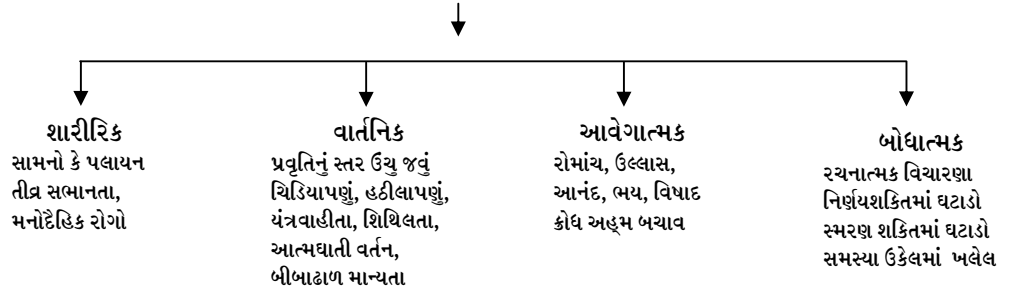 શારીરિક
સામનો કે પલાયન
તીવ્ર સભાનતા,
મનોદૈહિક રોગો
વાર્તનિક
પ્રવૃતિનું સ્તર ઉંચુ જવું
ચિડિયાપણું, હઠીલાપણું,
યંત્રવાહીતા, શિથિલતા,
આત્મઘાતી વર્તન,
બીબાઢાળ માન્યતા
આવેગાત્મક
રોમાંચ, ઉલ્લાસ,
આનંદ, ભય, વિષાદ
ક્રોધ અહ્‌મ બચાવ
બોધાત્મક
રચનાત્મક વિચારણા
નિર્ણયશકિતમાં ઘટાડો
સ્મરણ શકિતમાં ઘટાડો
સમસ્યા ઉકેલમાં ખલેલ